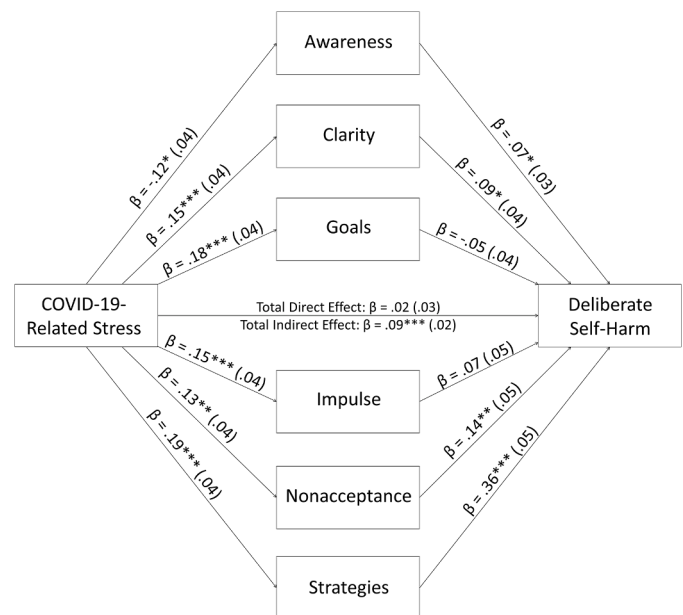 Awareness
β = -.12* (.04)
β = .07* (.03)
Clarity
β = .15*** (.04)
β = .09* (.04)
Goals
β = .18*** (.04)
β = -.05 (.04)
COVID-19-
Related Stress
Total Direct Effect: β = .02 (.03)
Total Indirect Effect: β = .09*** (.02)
Deliberate
Self-Harm
β = .15*** (.04)
β = .07 (.05)
Impulse
β = .13** (.04)
β = .14** (.05)
Nonacceptance
β = .19*** (.04)
β = .36*** (.05)
Strategies